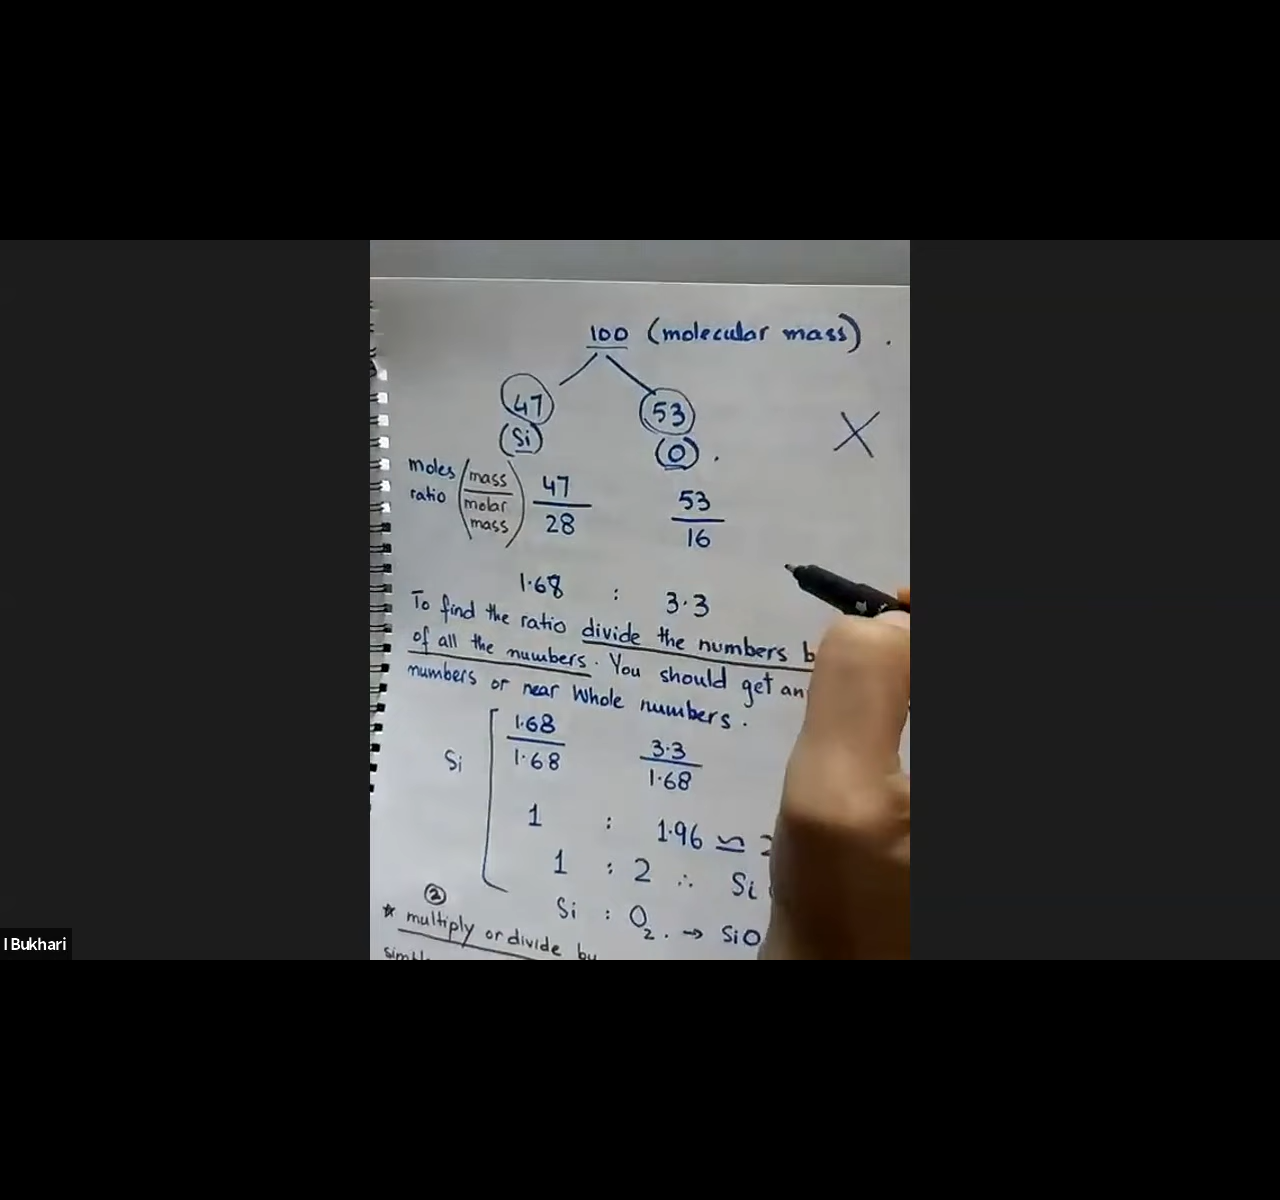 100 (molecular mass).
47 53
(Si) (O).
moles ratio (mass/molar mass) 47/28 53/16
1.68 : 3.3
To find the ratio divide the numbers
of all the numbers. You should get
numbers or near Whole numbers.
Si 1.68/1.68 3.3/1.68
1 : 1.96 ≃
1 : 2 ∴ Si
Si : O2. → SiO
②
* multiply or divide by
I Bukhari